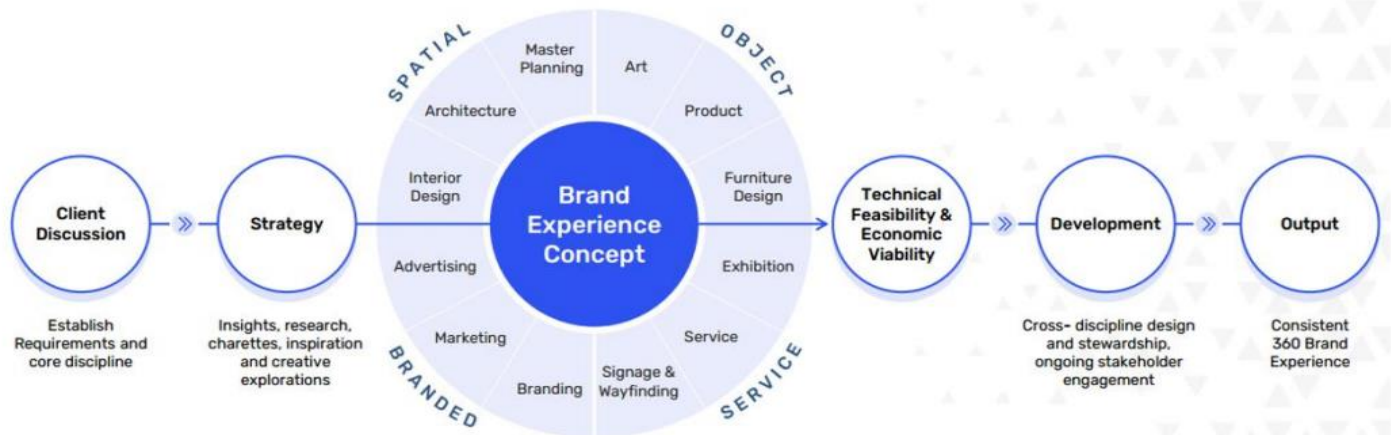 Client
Discussion
Establish
Requirements and
core discipline
Strategy
Insights, research,
charettes, inspiration
and creative
explorations
SPATIAL
Master
Planning
Architecture
Interior
Design
OBJECT
Art
Product
Furniture
Design
Brand
Experience
Concept
BRANDED
Advertising
Marketing
Branding
SERVICE
Exhibition
Service
Signage &
Wayfinding
Technical
Feasibility &
Economic
Viability
Development
Cross- discipline design
and stewardship,
ongoing stakeholder
engagement
Output
Consistent
360 Brand
Experience